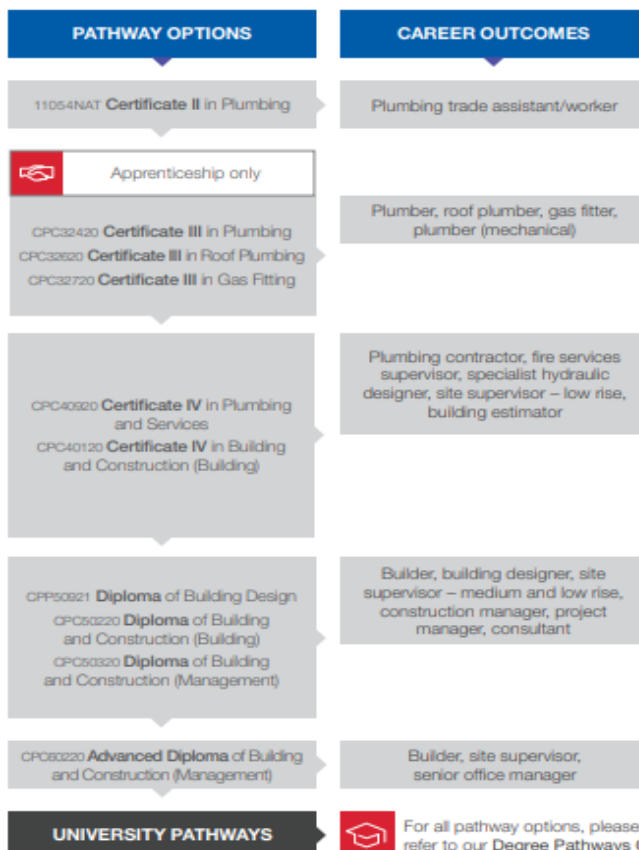 PATHWAY OPTIONS
CAREER OUTCOMES
11054NAT Certificate II in Plumbing
Plumbing trade assistant/worker
Apprenticeship only
CPC32420 Certificate III in Plumbing
CPC32620 Certificate III in Roof Plumbing
CPC32720 Certificate III in Gas Fitting
Plumber, roof plumber, gas fitter,
plumber (mechanical)
CPC40920 Certificate IV in Plumbing
and Services
CPC40120 Certificate IV in Building
and Construction (Building)
Plumbing contractor, fire services
supervisor, specialist hydraulic
designer, site supervisor – low rise,
building estimator
CPP50921 Diploma of Building Design
CPC50220 Diploma of Building
and Construction (Building)
CPC50320 Diploma of Building
and Construction (Management)
Builder, building designer, site
supervisor – medium and low rise,
construction manager, project
manager, consultant
CPC60220 Advanced Diploma of Building
and Construction (Management)
Builder, site supervisor,
senior office manager
UNIVERSITY PATHWAYS
For all pathway options, please
refer to our Degree Pathways